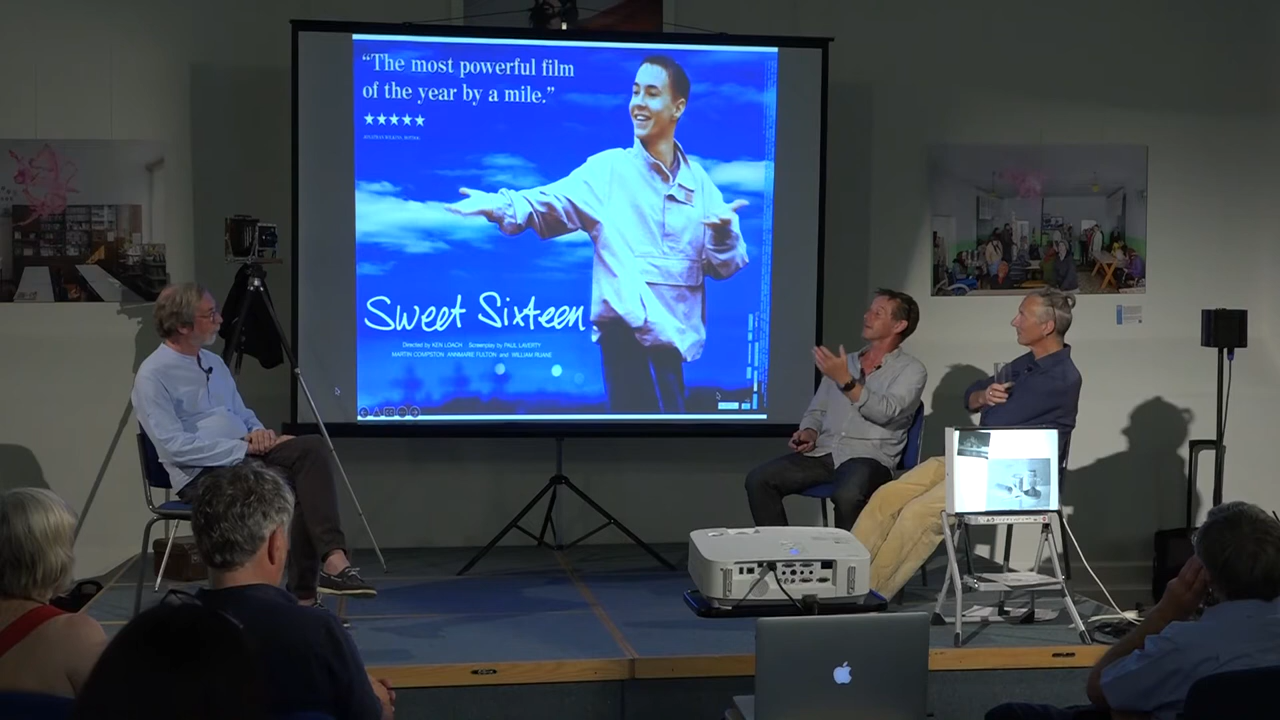 “The most powerful film
of the year by a mile.”
Sweet Sixteen
Directed by KEN LOACH Screenplay by PAUL LAVERTY
MARTIN COMPSTON ANNMARIE FULTON and WILLIAM RUANE